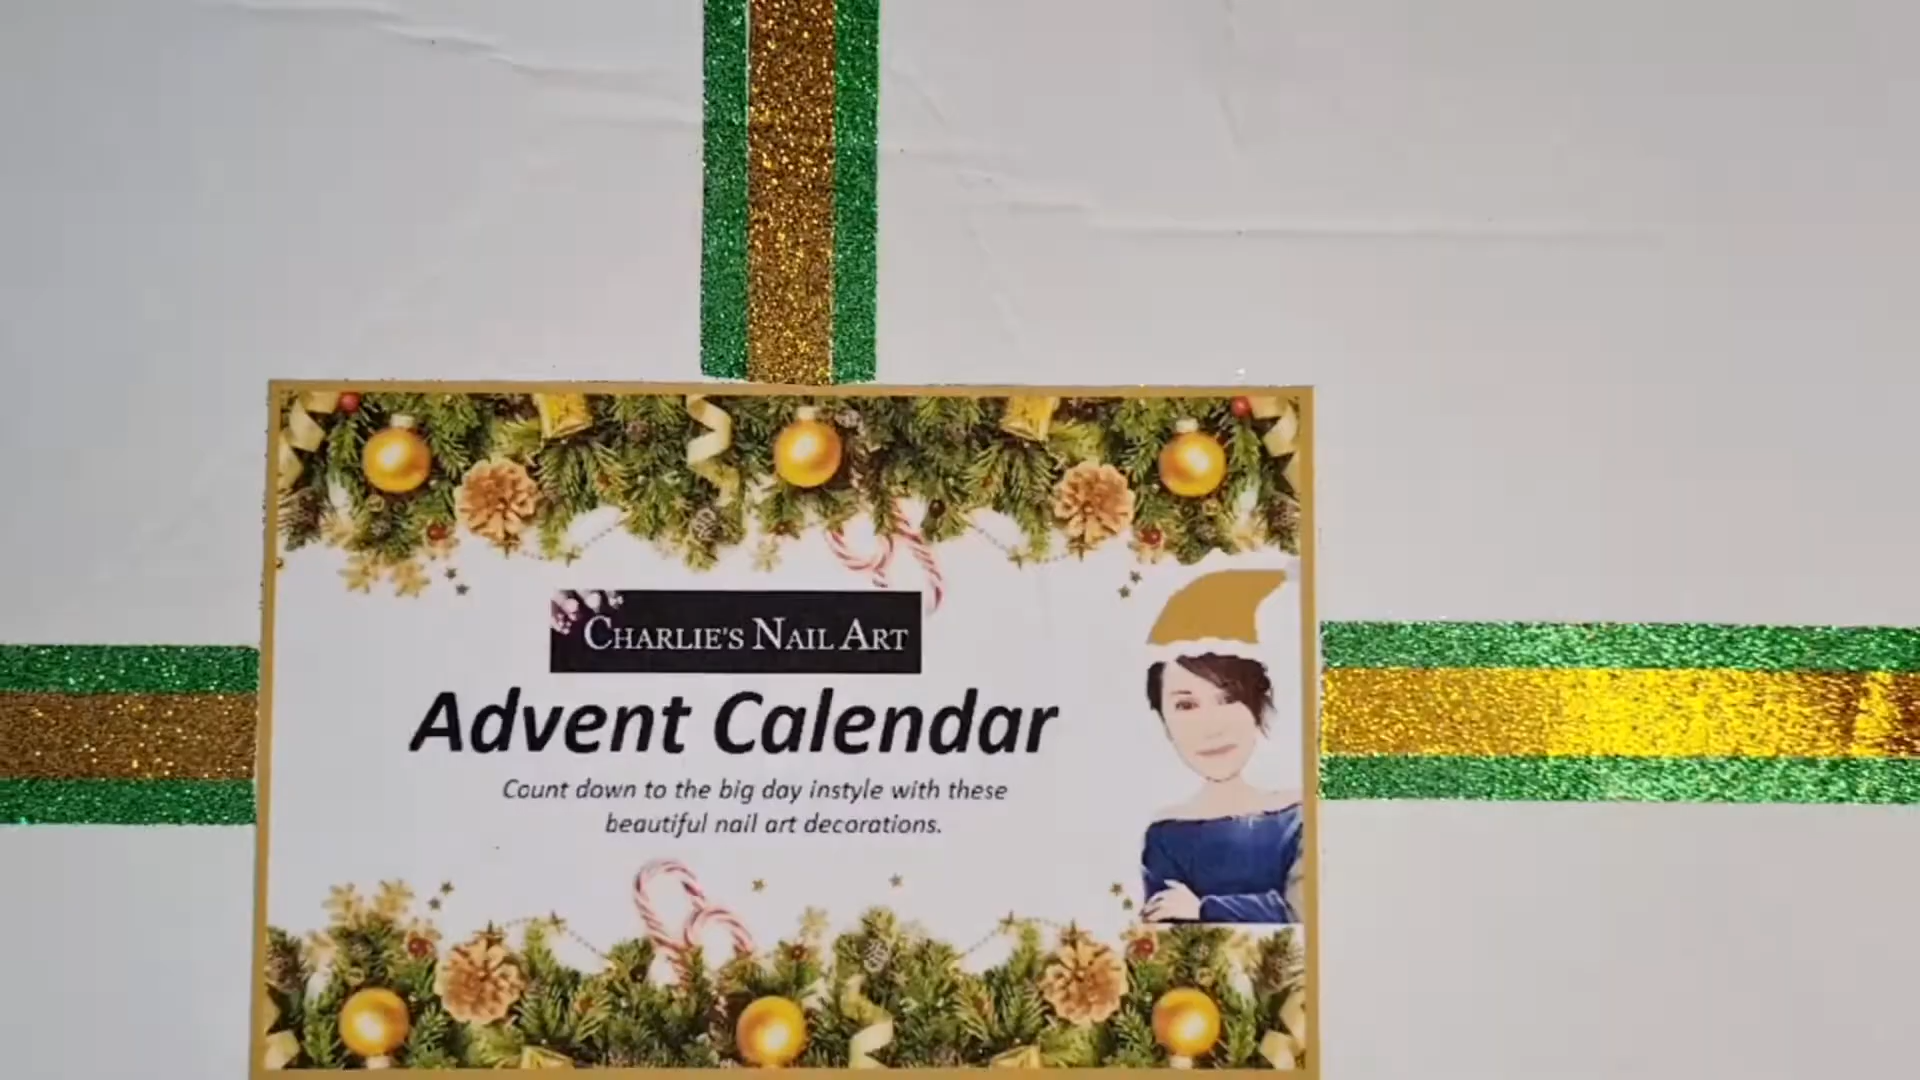 CHARLIE'S NAIL ART
Advent Calendar
Count down to the big day instyle with these
beautiful nail art decorations.